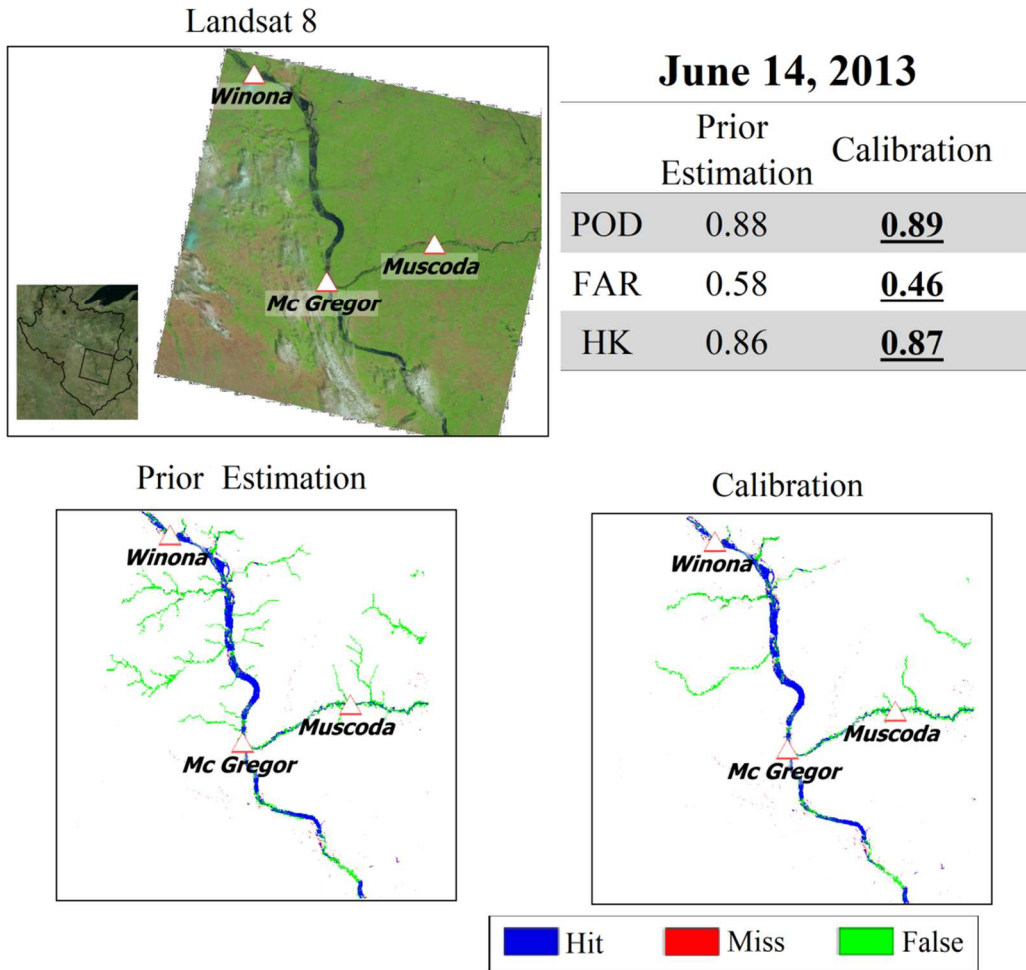 Landsat 8
Winona
Muscoda
Mc Gregor
June 14, 2013
Prior Estimation Calibration
POD 0.88 0.89
FAR 0.58 0.46
HK 0.86 0.87
Prior Estimation
Winona
Muscoda
Mc Gregor
Calibration
Winona
Muscoda
Mc Gregor
Hit Miss False